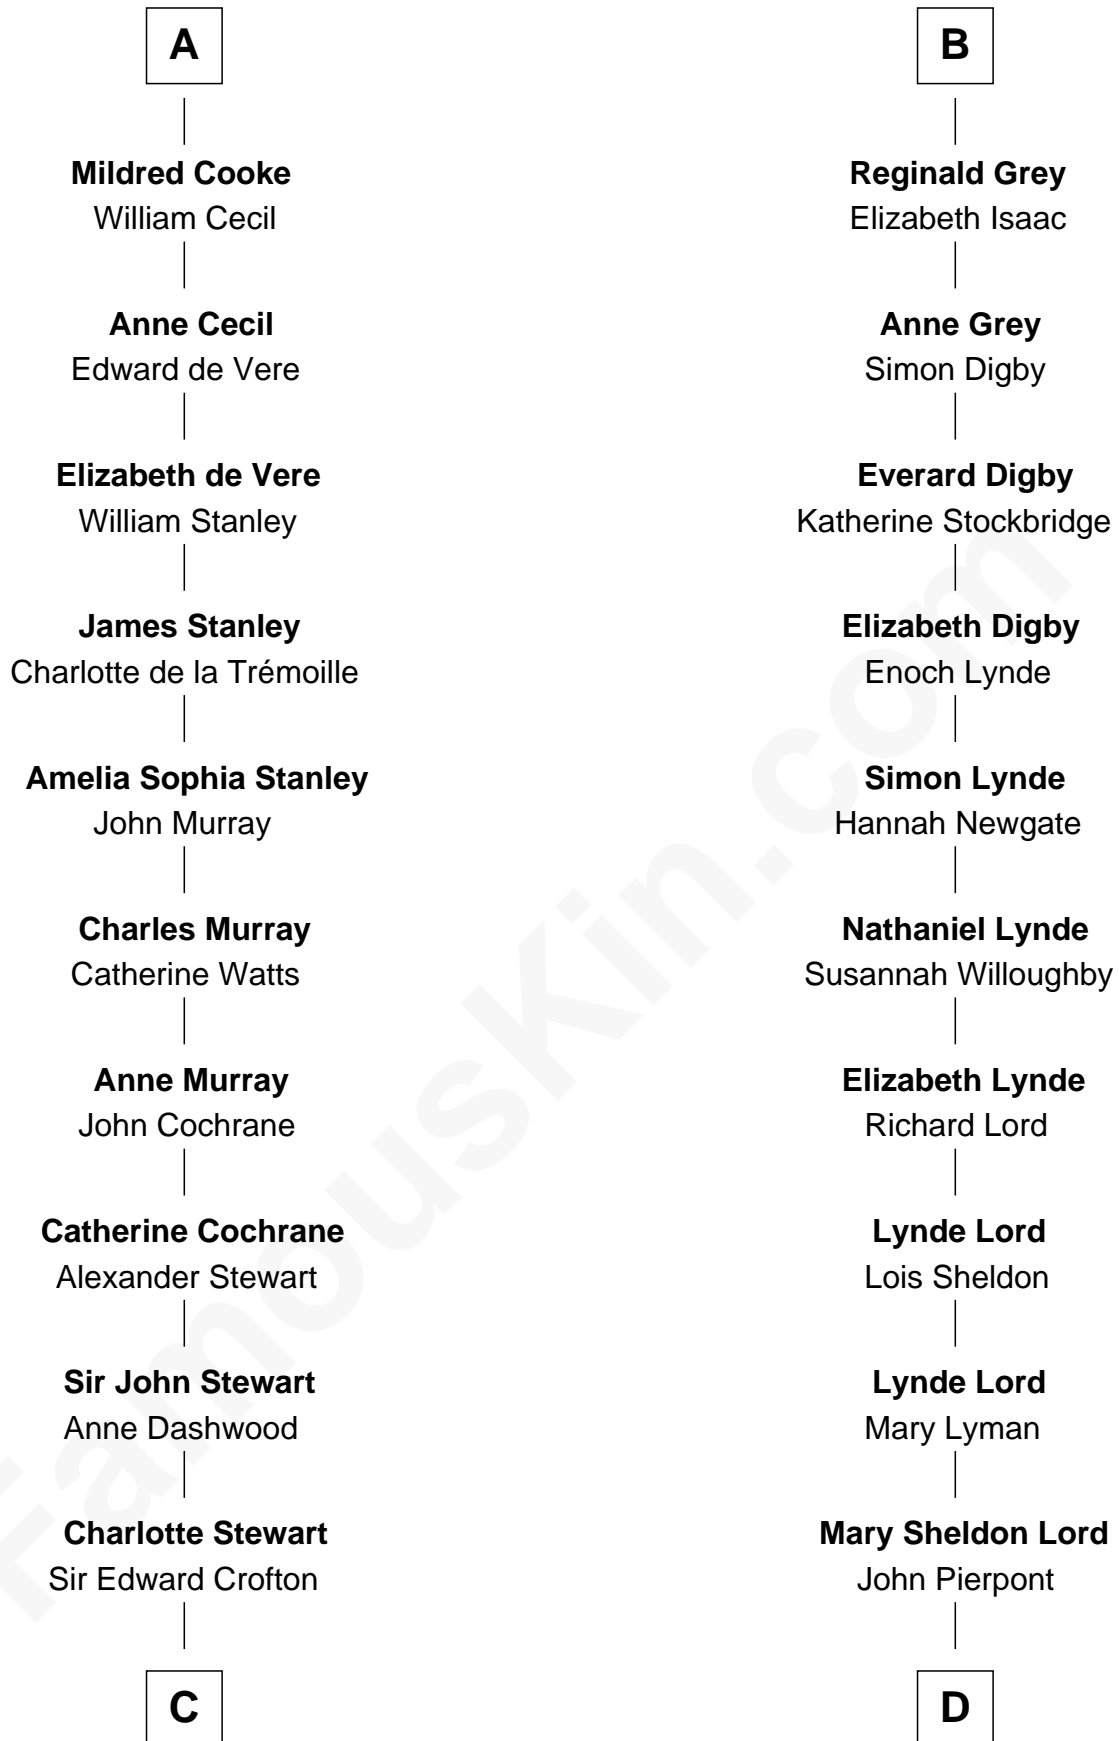 A
Mildred Cooke
William Cecil
Anne Cecil
Edward de Vere
Elizabeth de Vere
William Stanley
James Stanley
Charlotte de la Trémoille
Amelia Sophia Stanley
John Murray
Charles Murray
Catherine Watts
Anne Murray
John Cochrane
Catherine Cochrane
Alexander Stewart
Sir John Stewart
Anne Dashwood
Charlotte Stewart
Sir Edward Crofton
C
B
Reginald Grey
Elizabeth Isaac
Anne Grey
Simon Digby
Everard Digby
Katherine Stockbridge
Elizabeth Digby
Enoch Lynde
Simon Lynde
Hannah Newgate
Nathaniel Lynde
Susannah Willoughby
Elizabeth Lynde
Richard Lord
Lynde Lord
Lois Sheldon
Lynde Lord
Mary Lyman
Mary Sheldon Lord
John Pierpont
D
FamousKin.com